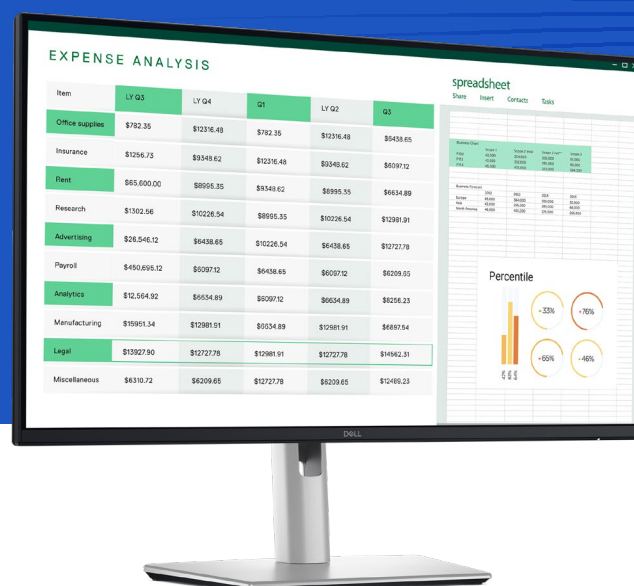 EXPENSE ANALYSIS
Item LY Q3 LY Q4 Q1 LY Q2 Q3
Office supplies $782.35 $12316.48 $782.35 $12316.48 $6438.65
Insurance $1256.73 $9348.62 $12316.48 $9348.62 $6097.12
Rent $65,600.00 $8995.35 $9348.62 $8995.35 $6634.89
Research $1302.56 $10226.54 $8995.35 $10226.54 $12981.91
Advertising $26,546.12 $6438.65 $10226.54 $6438.65 $12727.78
Payroll $450,695.12 $6097.12 $6438.65 $6097.12 $6209.65
Analytics $12,564.92 $6634.89 $6097.12 $6634.89 $8256.23
Manufacturing $15951.34 $12981.91 $6634.89 $12981.91 $6897.54
Legal $13927.90 $12727.78 $12981.91 $12727.78 $14562.31
Miscellaneous $6310.72 $6209.65 $12727.78 $6209.65 $12489.23
spreadsheet
Share Insert Contacts Tasks
Business Chart
Business Forecast
Percentile
-33% +76%
+65% -46%
DELL